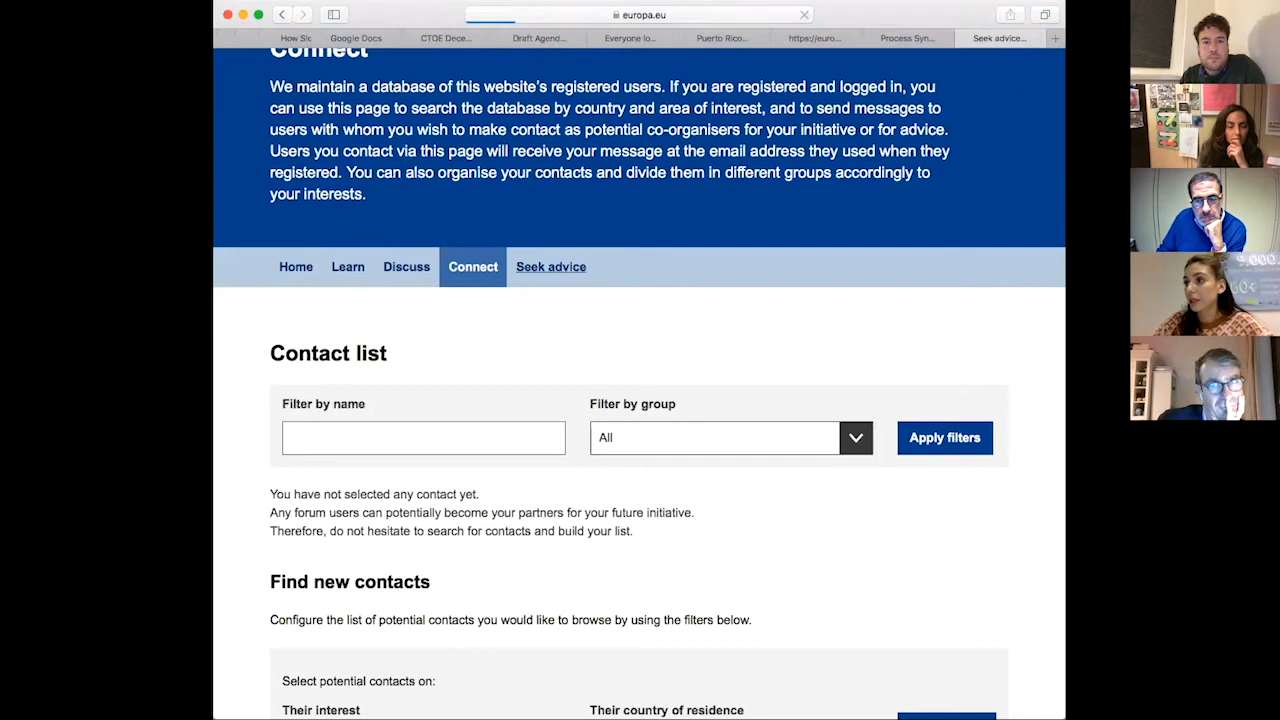 europa.eu
How Slc
Google Docs
CTOE Dece...
Draft Agend...
Everyone lo...
Puerto Rico...
https://euro...
Process Syn...
Seek advice...
Connect
We maintain a database of this website's registered users. If you are registered and logged in, you
can use this page to search the database by country and area of interest, and to send messages to
users with whom you wish to make contact as potential co-organisers for your initiative or for advice.
Users you contact via this page will receive your message at the email address they used when they
registered. You can also organise your contacts and divide them in different groups accordingly to
your interests.
Home Learn Discuss Connect Seek advice
Contact list
Filter by name
Filter by group
All
Apply filters
You have not selected any contact yet.
Any forum users can potentially become your partners for your future initiative.
Therefore, do not hesitate to search for contacts and build your list.
Find new contacts
Configure the list of potential contacts you would like to browse by using the filters below.
Select potential contacts on:
Their interest
Their country of residence